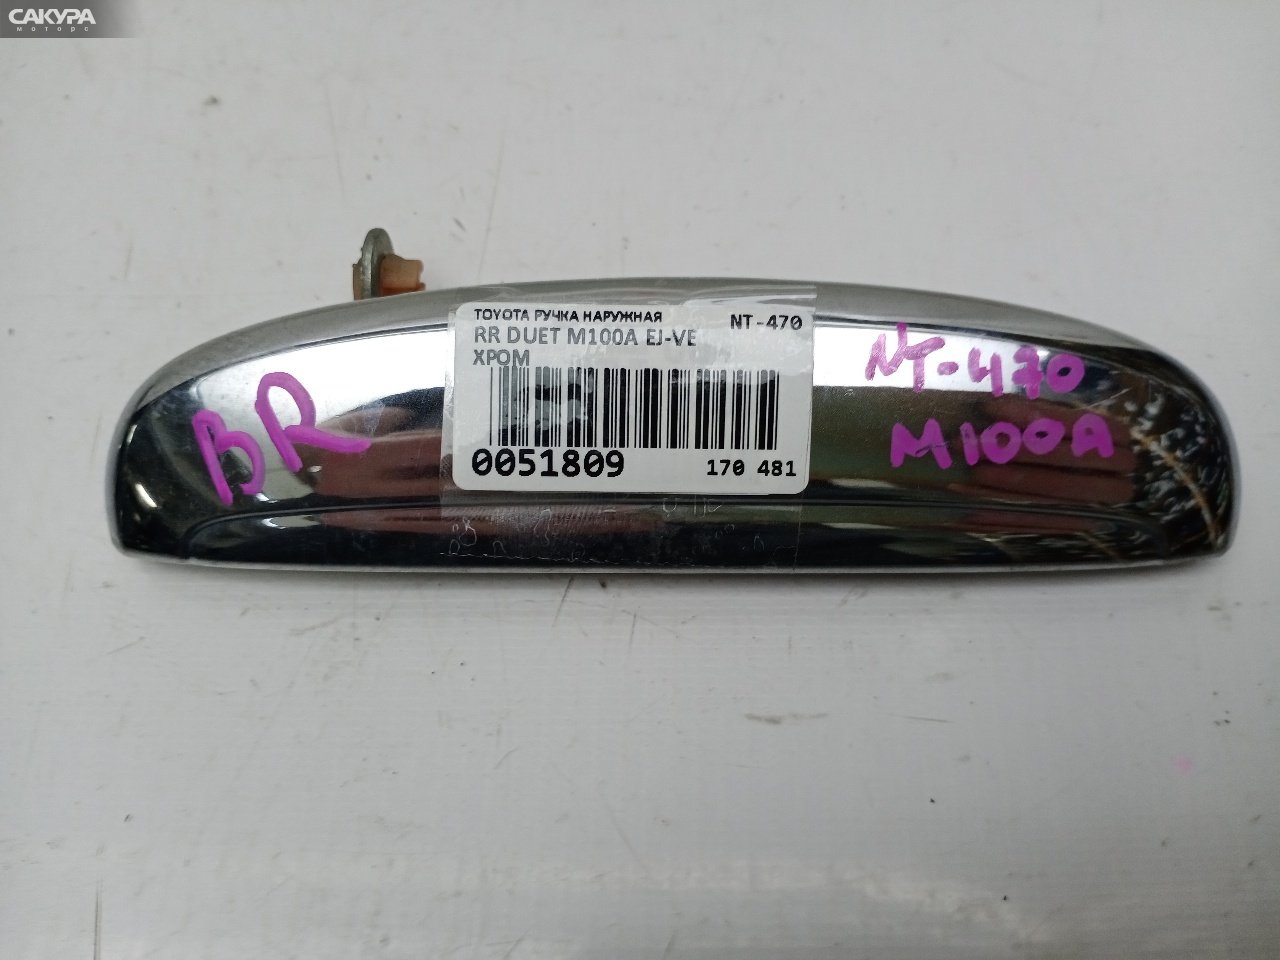 САКУРА
моторс
TOYOTA РУЧКА НАРУЖНАЯ NT-470
RR DUET M100A EJ-VE
ХРОМ
0051809 170 481
BR
NT-470
M100A